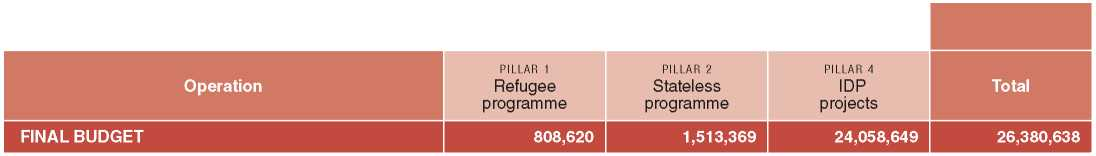 Operation
PILLAR 1
Refugee
programme
PILLAR 2
Stateless
programme
PILLAR 4
IDP
projects
Total
FINAL BUDGET 808,620 1,513,369 24,058,649 26,380,638